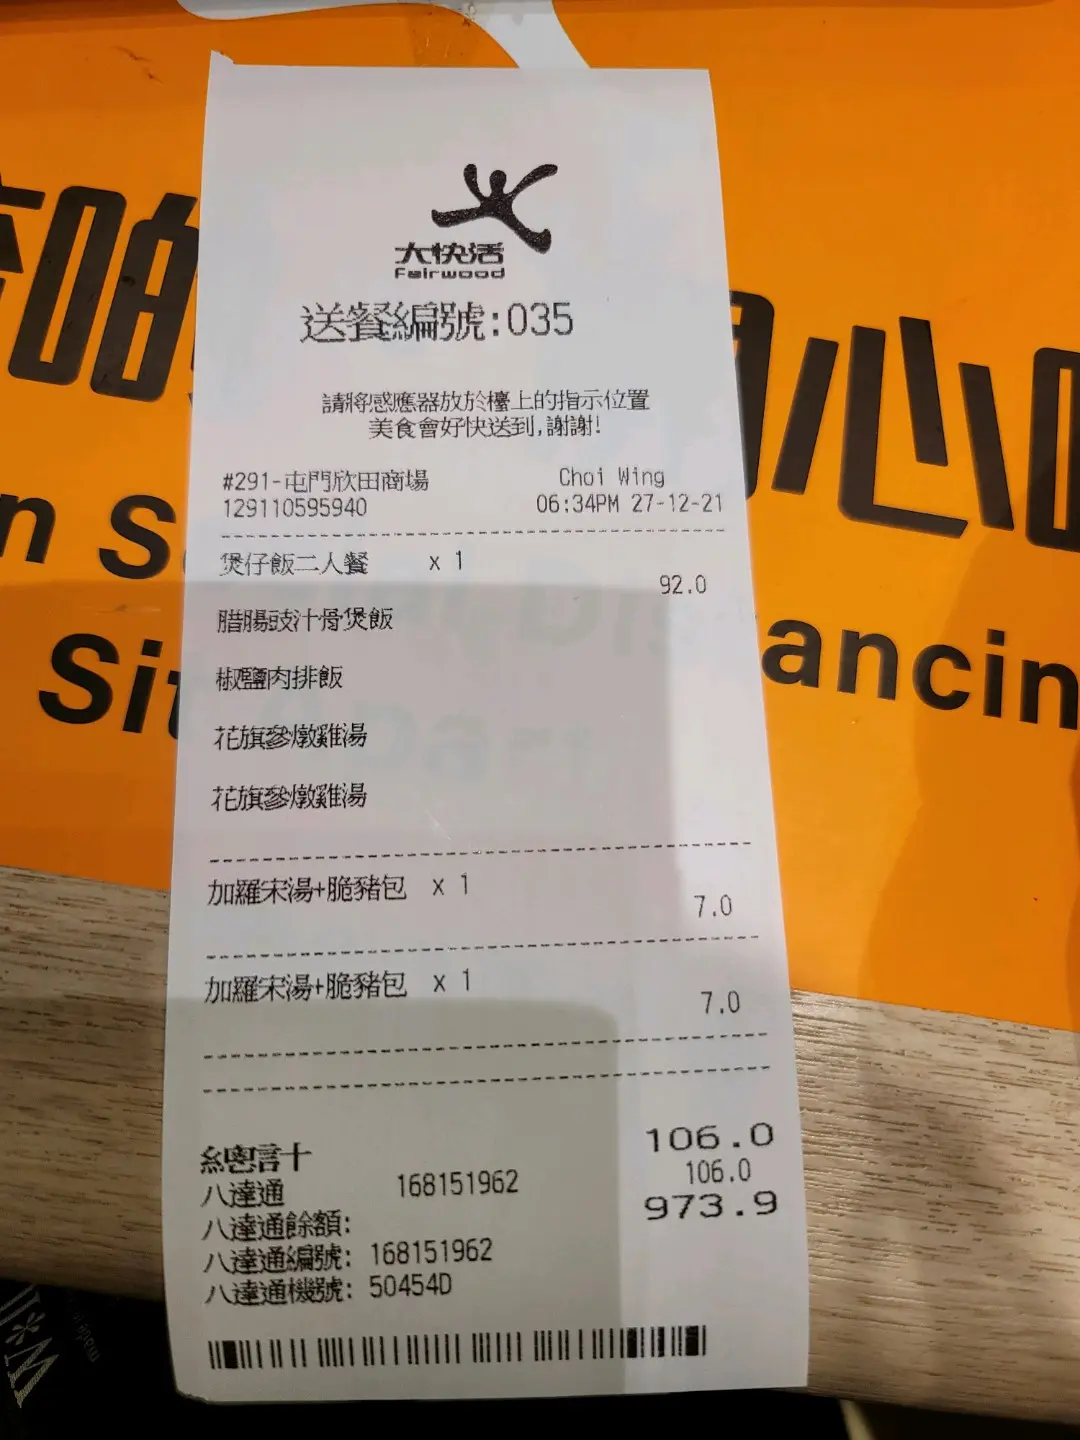 大快活
Fairwood
送餐編號:035
請將感應器放於檯上的指示位置
美食會好快送到,謝謝!
#291-屯門欣田商場 Choi Wing
129110595940 06:34PM 27-12-21
煲仔飯二人餐 x 1
92.0
腊腸豉汁骨煲飯
椒鹽肉排飯
花旗參燉雞湯
花旗參燉雞湯
加羅宋湯+脆豬包 x 1
7.0
加羅宋湯+脆豬包 x 1
7.0
總計 106.0
八達通 168151962 106.0
八達通餘額: 973.9
八達通編號: 168151962
八達通機號: 50454D
心
n S
Sit
ancin